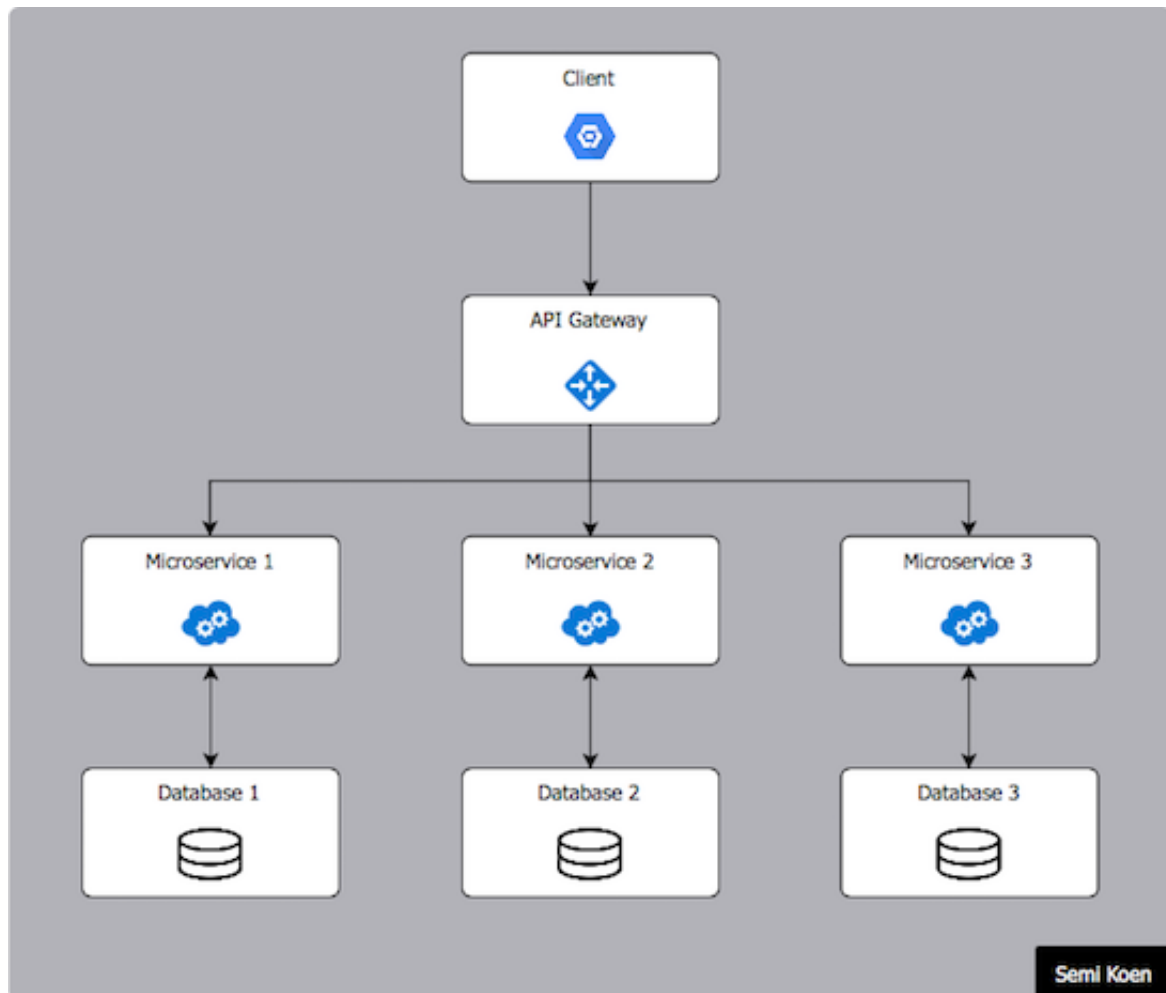 Client
API Gateway
Microservice 1
Microservice 2
Microservice 3
Database 1
Database 2
Database 3
Semi Koen